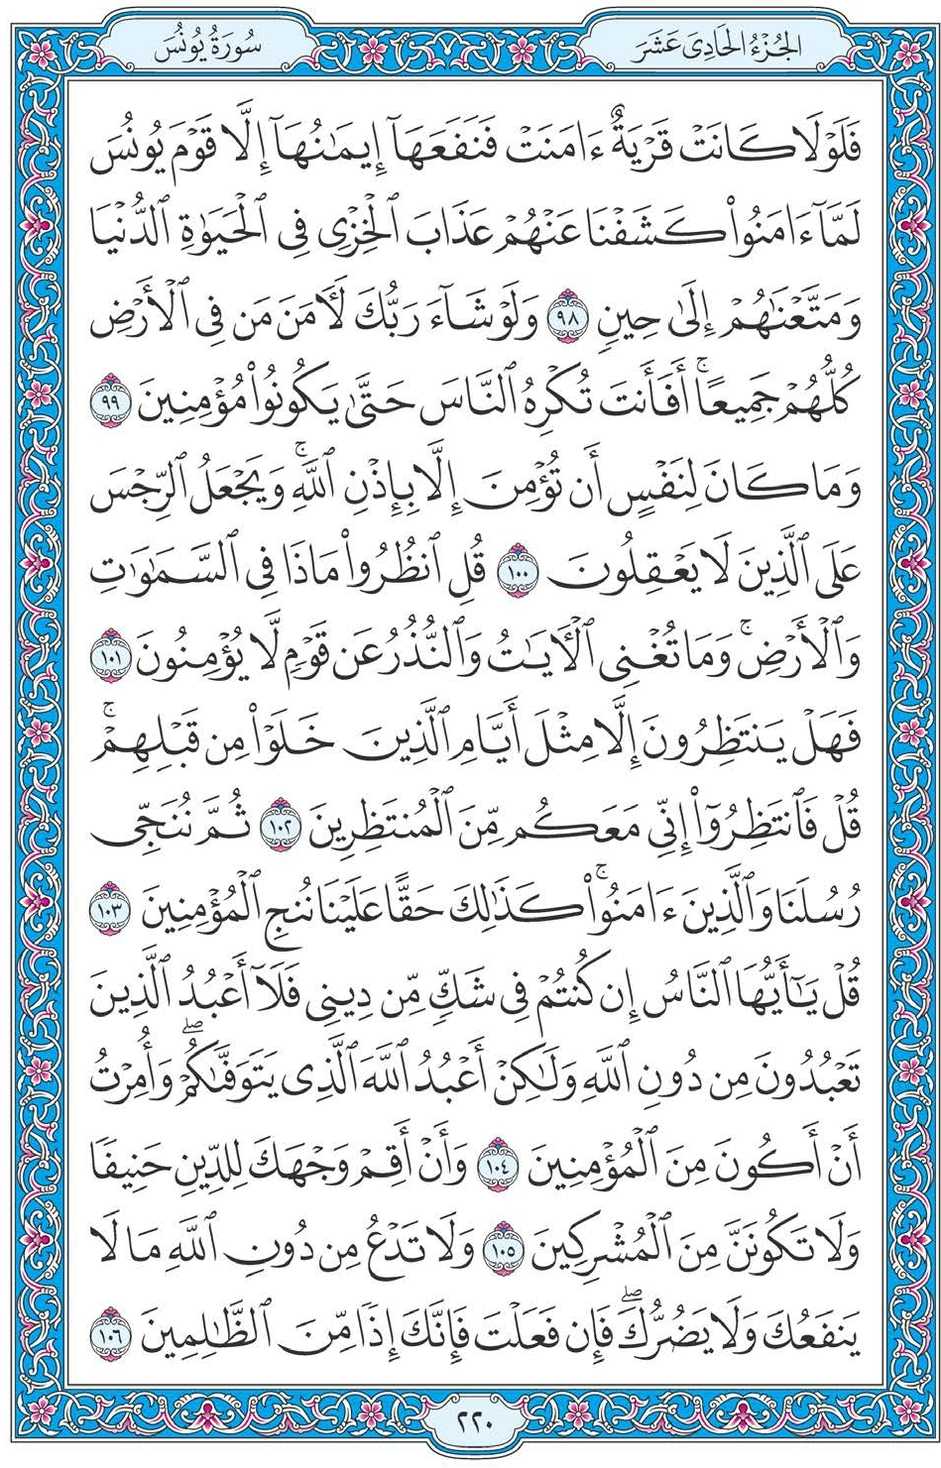 الجُزْءُ الحَادِي عَشَرَ
سُورَةُ يُونُسَ
فَلَوْلَا كَانَتْ قَرْيَةٌ ءَامَنَتْ فَنَفَعَهَآ إِيمَٰنُهَآ إِلَّا قَوْمَ يُونُسَ
لَمَّآ ءَامَنُوا۟ كَشَفْنَا عَنْهُمْ عَذَابَ ٱلْخِزْىِ فِى ٱلْحَيَوٰةِ ٱلدُّنْيَا
وَمَتَّعْنَٰهُمْ إِلَىٰ حِينٍ ٩٨ وَلَوْ شَآءَ رَبُّكَ لَءَامَنَ مَن فِى ٱلْأَرْضِ
كُلُّهُمْ جَمِيعًا ۚ أَفَأَنتَ تُكْرِهُ ٱلنَّاسَ حَتَّىٰ يَكُونُوا۟ مُؤْمِنِينَ ٩٩
وَمَا كَانَ لِنَفْسٍ أَن تُؤْمِنَ إِلَّا بِإِذْنِ ٱللَّهِ ۚ وَيَجْعَلُ ٱلرِّجْسَ
عَلَى ٱلَّذِينَ لَا يَعْقِلُونَ ١٠٠ قُلِ ٱنظُرُوا۟ مَاذَا فِى ٱلسَّمَٰوَٰتِ
وَٱلْأَرْضِ ۚ وَمَا تُغْنِى ٱلْءَايَٰتُ وَٱلنُّذُرُ عَن قَوْمٍ لَّا يُؤْمِنُونَ ١٠١
فَهَلْ يَنتَظِرُونَ إِلَّا مِثْلَ أَيَّامِ ٱلَّذِينَ خَلَوْا۟ مِن قَبْلِهِمْ ۚ
قُلْ فَٱنتَظِرُوٓا۟ إِنِّى مَعَكُم مِّنَ ٱلْمُنتَظِرِينَ ١٠٢ ثُمَّ نُنَجِّى
رُسُلَنَا وَٱلَّذِينَ ءَامَنُوا۟ ۚ كَذَٰلِكَ حَقًّا عَلَيْنَا نُنجِ ٱلْمُؤْمِنِينَ ١٠٣
قُلْ يَٰٓأَيُّهَا ٱلنَّاسُ إِن كُنتُمْ فِى شَكٍّ مِّن دِينِى فَلَآ أَعْبُدُ ٱلَّذِينَ
تَعْبُدُونَ مِن دُونِ ٱللَّهِ وَلَٰكِنْ أَعْبُدُ ٱللَّهَ ٱلَّذِى يَتَوَفَّىٰكُمْ ۖ وَأُمِرْتُ
أَنْ أَكُونَ مِنَ ٱلْمُؤْمِنِينَ ١٠٤ وَأَنْ أَقِمْ وَجْهَكَ لِلدِّينِ حَنِيفًا
وَلَا تَكُونَنَّ مِنَ ٱلْمُشْرِكِينَ ١٠٥ وَلَا تَدْعُ مِن دُونِ ٱللَّهِ مَا لَا
يَنفَعُكَ وَلَا يَضُرُّكَ ۖ فَإِن فَعَلْتَ فَإِنَّكَ إِذًا مِّنَ ٱلظَّٰلِمِينَ ١٠٦
٢٢٠